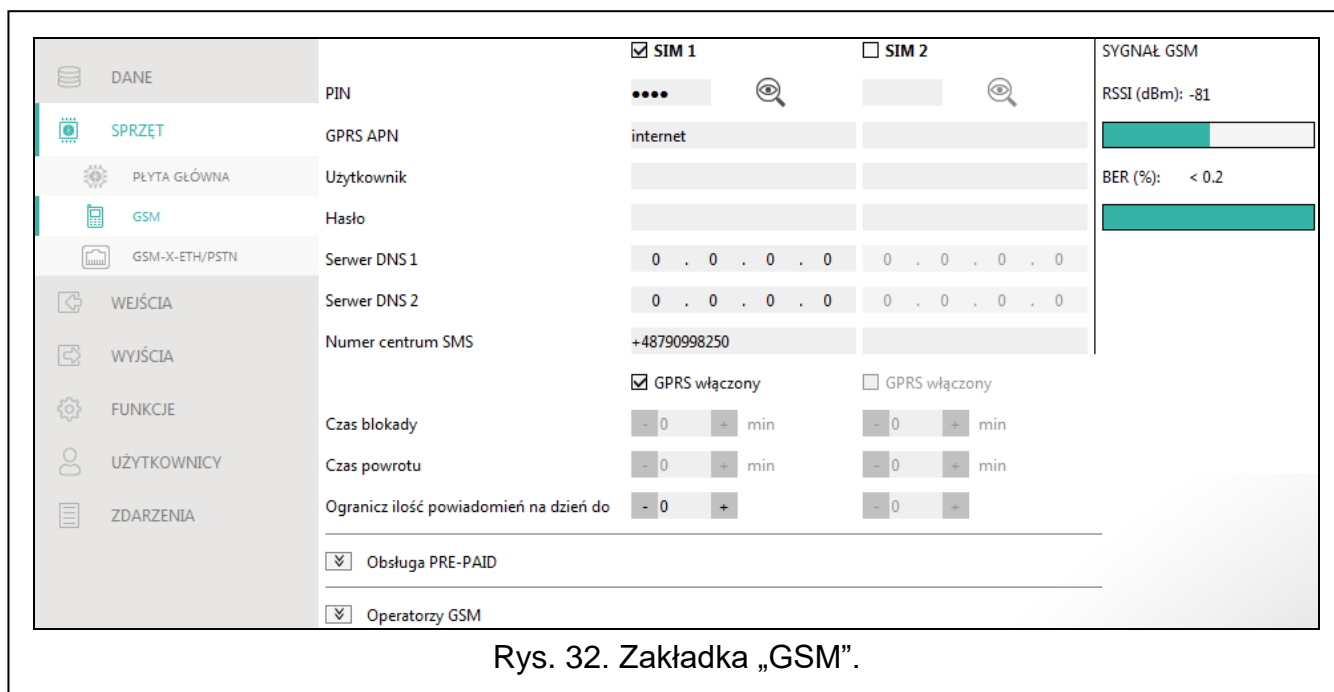 DANE
SPRZĘT
PŁYTA GŁÓWNA
GSM
GSM-X-ETH/PSTN
WEJŚCIA
WYJŚCIA
FUNKCJE
UŻYTKOWNICY
ZDARZENIA
SIM 1 SIM 2
PIN ••••
GPRS APN internet
Użytkownik
Hasło
Serwer DNS 1 0 . 0 . 0 . 0 0 . 0 . 0 . 0
Serwer DNS 2 0 . 0 . 0 . 0 0 . 0 . 0 . 0
Numer centrum SMS +48790998250
GPRS włączony GPRS włączony
Czas blokady - 0 + min - 0 + min
Czas powrotu - 0 + min - 0 + min
Ogranicz ilość powiadomień na dzień do - 0 + - 0 +
Obsługa PRE-PAID
Operatorzy GSM
SYGNAŁ GSM
RSSI (dBm): -81
BER (%): < 0.2
Rys. 32. Zakładka „GSM”.